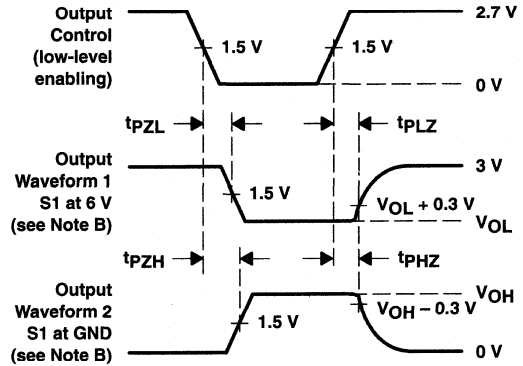 Output
Control
(low-level
enabling)
1.5 V
1.5 V
2.7 V
0 V
tPZL
tPLZ
Output
Waveform 1
S1 at 6 V
(see Note B)
1.5 V
3 V
VOL + 0.3 V
VOL
tPZH
tPHZ
Output
Waveform 2
S1 at GND
(see Note B)
1.5 V
VOH
VOH – 0.3 V
0 V